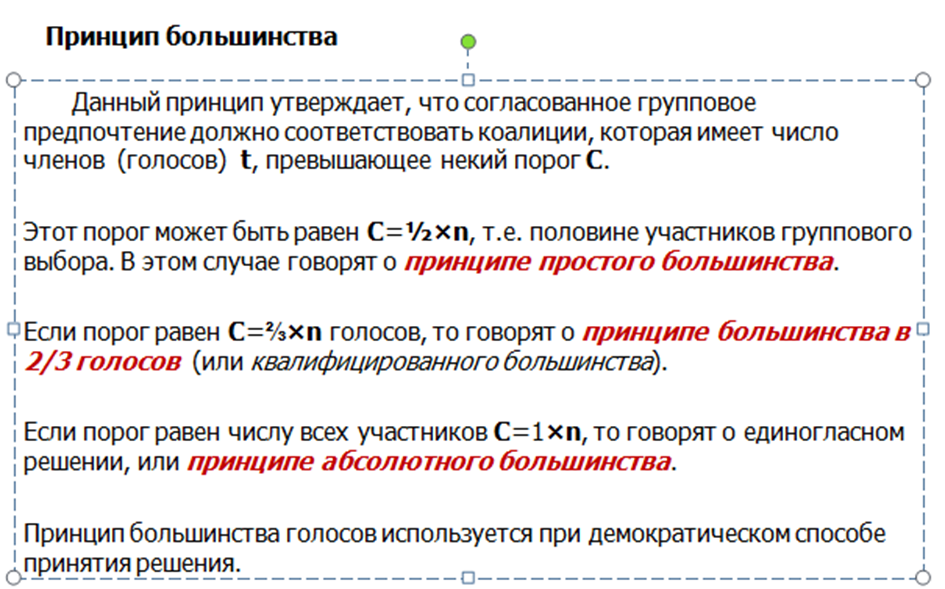 Принцип большинства
Данный принцип утверждает, что согласованное групповое
предпочтение должно соответствовать коалиции, которая имеет число
членов (голосов) t, превышающее некий порог C.
Этот порог может быть равен C=½×n, т.е. половине участников группового
выбора. В этом случае говорят о принципе простого большинства.
Если порог равен C=⅔×n голосов, то говорят о принципе большинства в
2/3 голосов (или квалифицированного большинства).
Если порог равен числу всех участников C=1×n, то говорят о единогласном
решении, или принципе абсолютного большинства.
Принцип большинства голосов используется при демократическом способе
принятия решения.